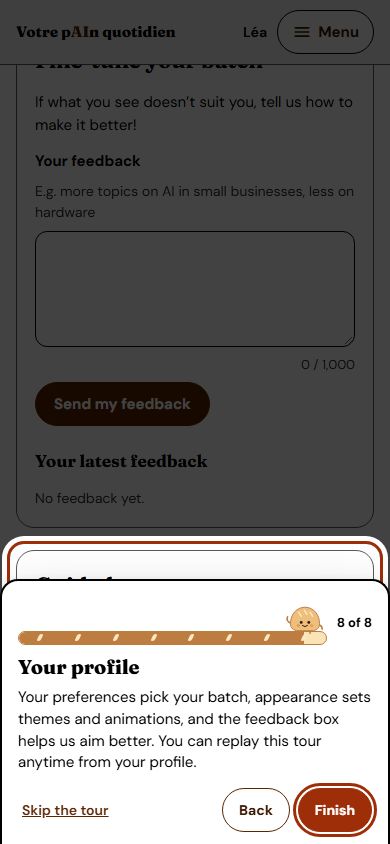 Votre pAIn quotidien
Léa
Menu
Fine-tune your batch
If what you see doesn't suit you, tell us how to
make it better!
Your feedback
E.g. more topics on AI in small businesses, less on
hardware
0 / 1,000
Send my feedback
Your latest feedback
No feedback yet.
8 of 8
Your profile
Your preferences pick your batch, appearance sets
themes and animations, and the feedback box
helps us aim better. You can replay this tour
anytime from your profile.
Skip the tour
Back
Finish